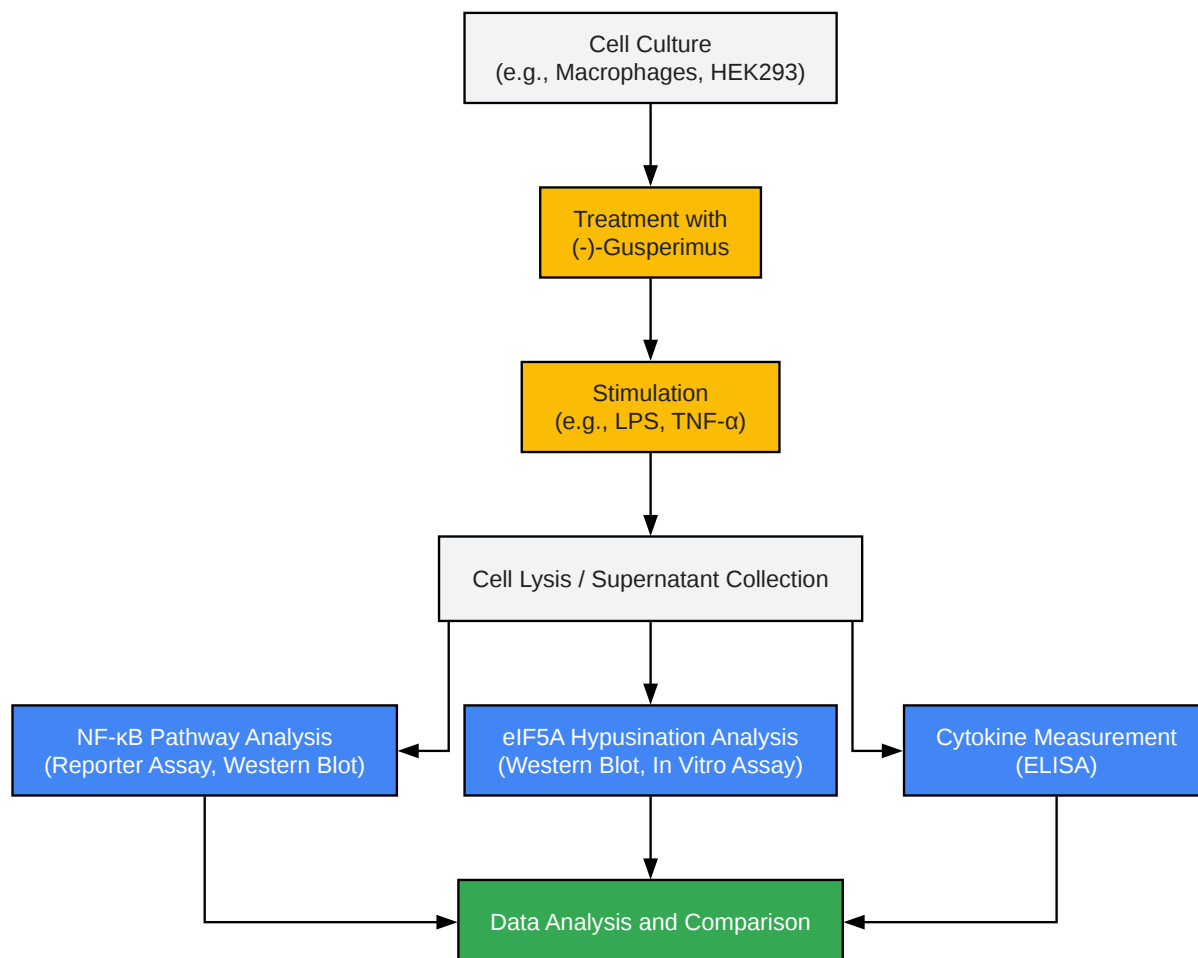 Cell Culture
(e.g., Macrophages, HEK293)
Treatment with
(-)-Gusperimus
Stimulation
(e.g., LPS, TNF-α)
Cell Lysis / Supernatant Collection
NF-κB Pathway Analysis
(Reporter Assay, Western Blot)
eIF5A Hypusination Analysis
(Western Blot, In Vitro Assay)
Cytokine Measurement
(ELISA)
Data Analysis and Comparison